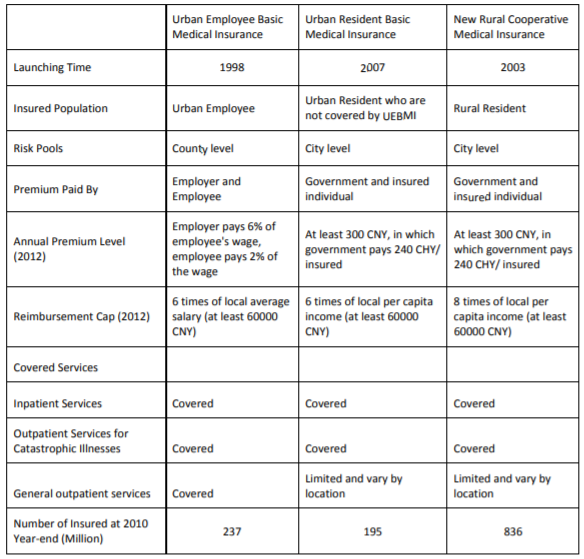 Urban Employee Basic
Medical Insurance
Urban Resident Basic
Medical Insurance
New Rural Cooperative
Medical Insurance
Launching Time
1998
2007
2003
Insured Population
Urban Employee
Urban Resident who are
not covered by UEBMI
Rural Resident
Risk Pools
County level
City level
City level
Premium Paid By
Employer and
Employee
Government and insured
individual
Government and
insured individual
Annual Premium Level
(2012)
Employer pays 6% of
employee's wage,
employee pays 2% of
the wage
At least 300 CNY, in which
government pays 240 CHY/
insured
At least 300 CNY, in
which government pays
240 CHY/ insured
Reimbursement Cap (2012)
6 times of local average
salary (at least 60000
CNY)
6 times of local per capita
income (at least 60000
CNY)
8 times of local per
capita income (at least
60000 CNY)
Covered Services
Inpatient Services
Covered
Covered
Covered
Outpatient Services for
Catastrophic Illnesses
Covered
Covered
Covered
General outpatient services
Covered
Limited and vary by
location
Limited and vary by
location
Number of Insured at 2010
Year-end (Million)
237
195
836